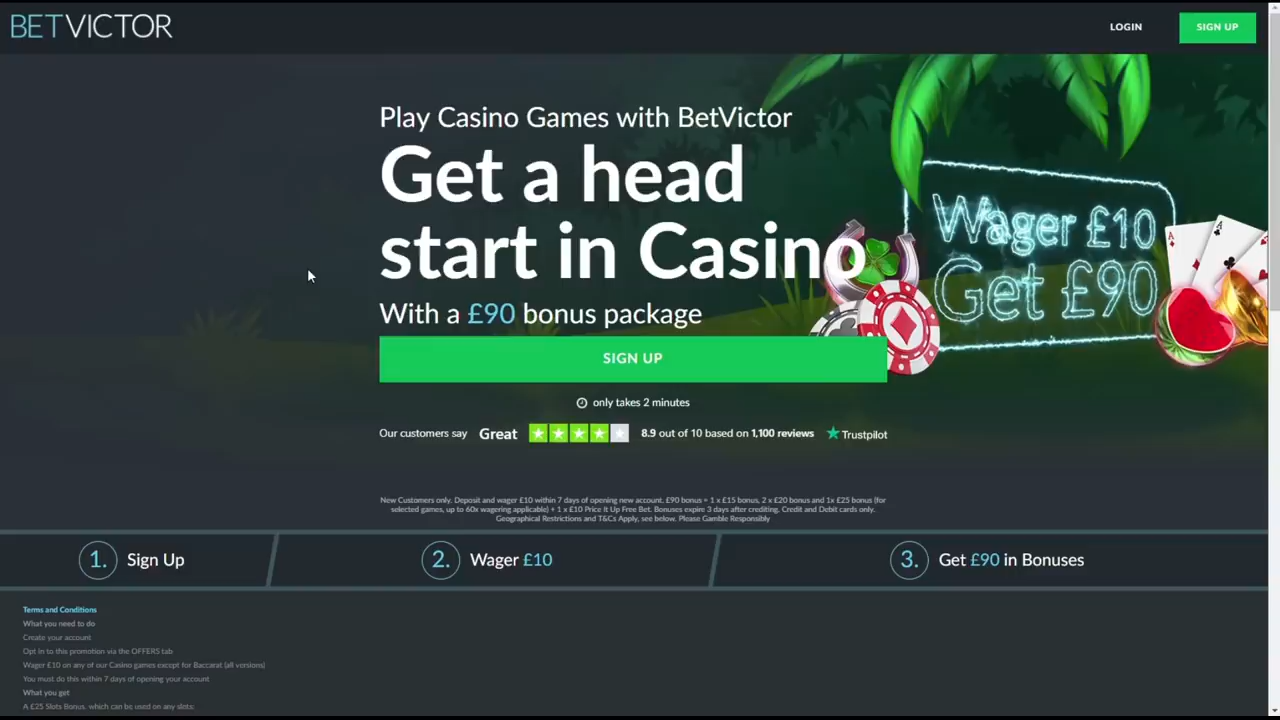 BETVICTOR
LOGIN
SIGN UP
Play Casino Games with BetVictor
Get a head
start in Casino
With a £90 bonus package
Wager £10
Get £90
SIGN UP
only takes 2 minutes
Our customers say Great 8.9 out of 10 based on 1,100 reviews Trustpilot
New Customers only. Deposit and wager £10 within 7 days of opening new account, £90 bonus = 1 x £15 bonus, 2 x £20 bonus and 1x £25 bonus (for
selected games, up to 60x wagering applicable) + 1 x £10 Price It Up Free Bet. Bonuses expire 3 days after crediting. Credit and Debit cards only.
Geographical Restrictions and T&Cs Apply, see below. Please Gamble Responsibly
1. Sign Up
2. Wager £10
3. Get £90 in Bonuses
Terms and Conditions
What you need to do
Create your account
Opt in to this promotion via the OFFERS tab
Wager £10 on any of our Casino games except for Baccarat (all versions)
You must do this within 7 days of opening your account
What you get
A £25 Slots Bonus, which can be used on any slots: